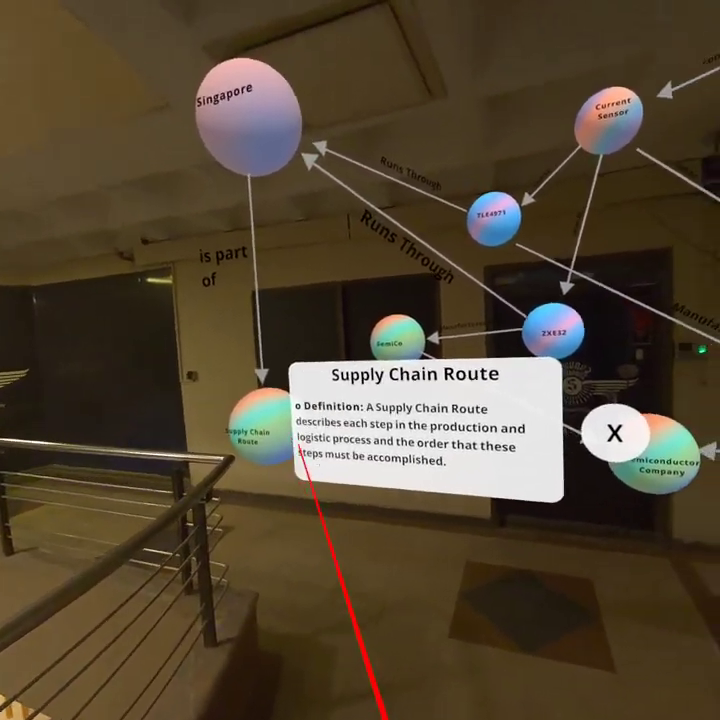 Singapore
Current
Sensor
Runs Through
TLE4971
Runs Through
is part
of
ZXE32
SemiCo
Supply Chain Route
o Definition: A Supply Chain Route
describes each step in the production and
logistic process and the order that these
steps must be accomplished.
X
Supply Chain
Route
Semiconductor
Company